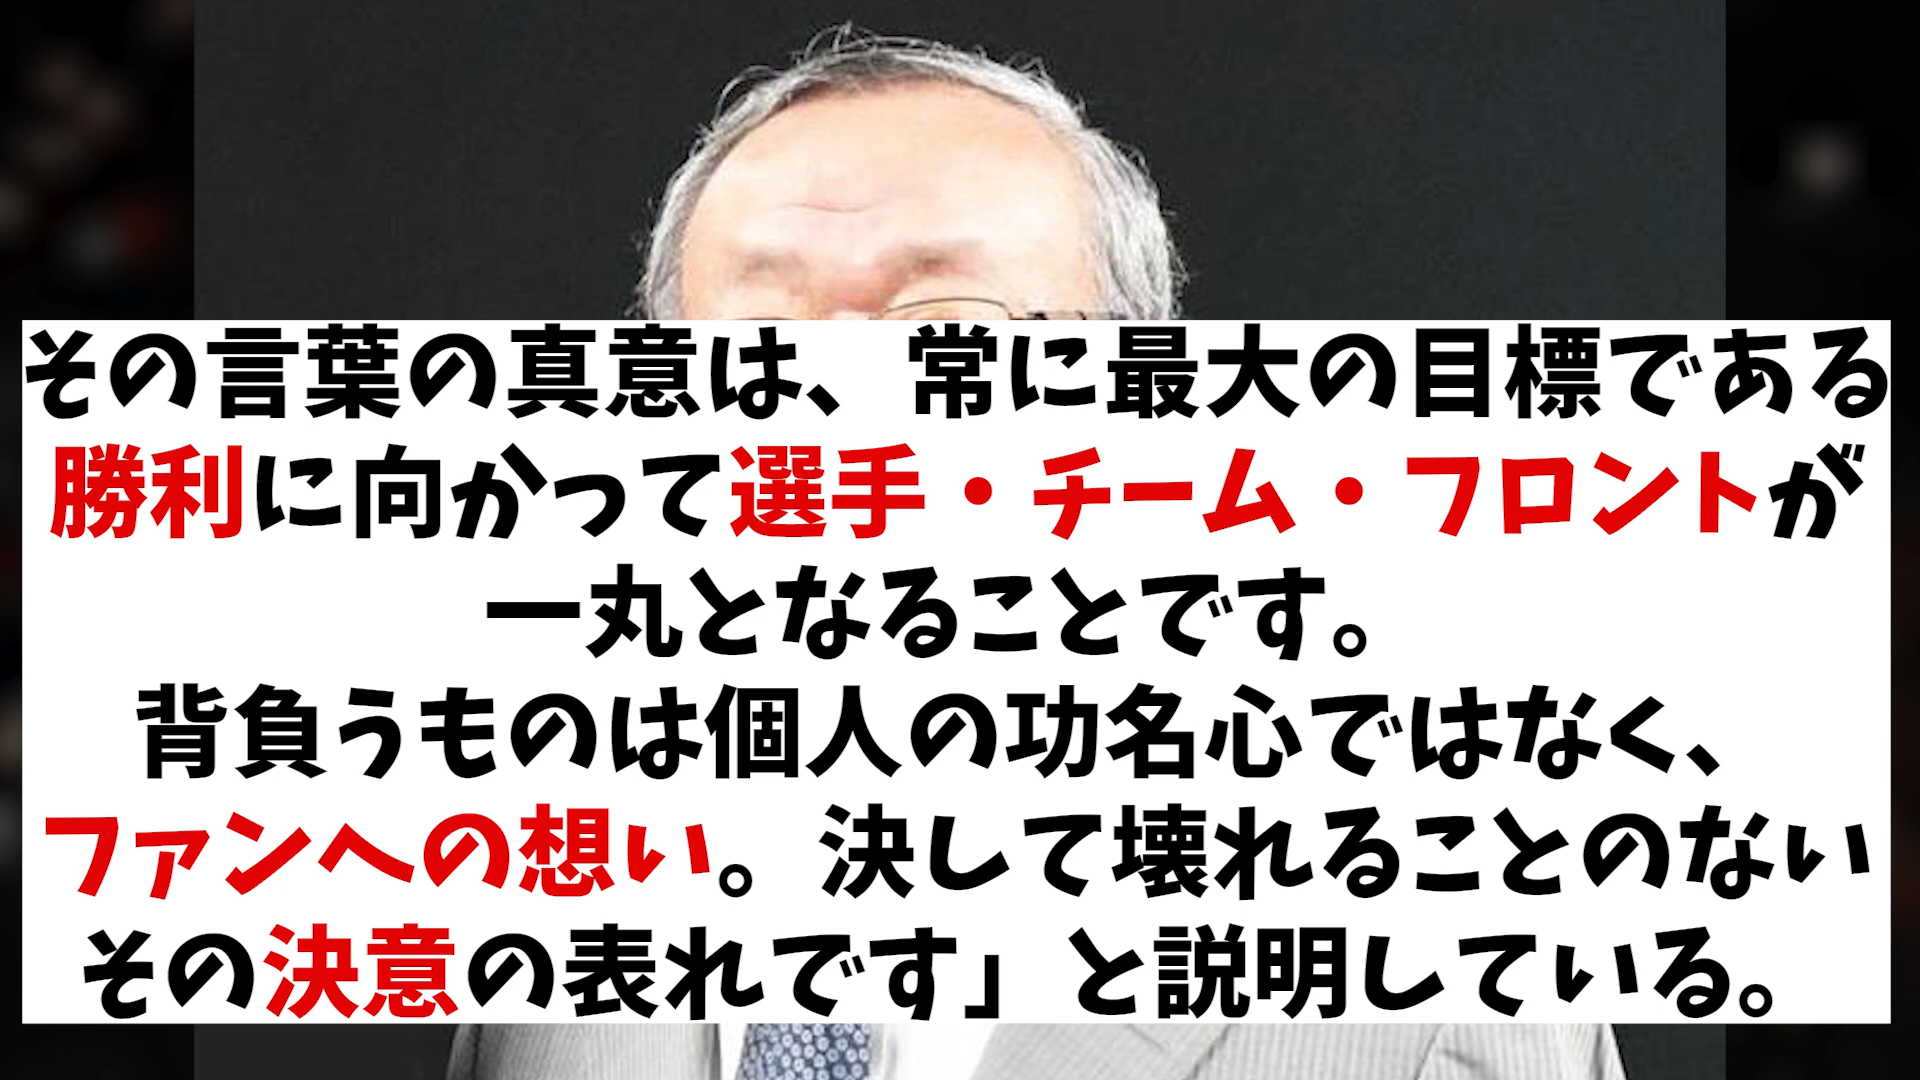 その言葉の真意は、常に最大の目標である
勝利に向かって選手・チーム・フロントが
一丸となることです。
背負うものは個人の功名心ではなく、
ファンへの想い。決して壊れることのない
その決意の表れです」と説明している。